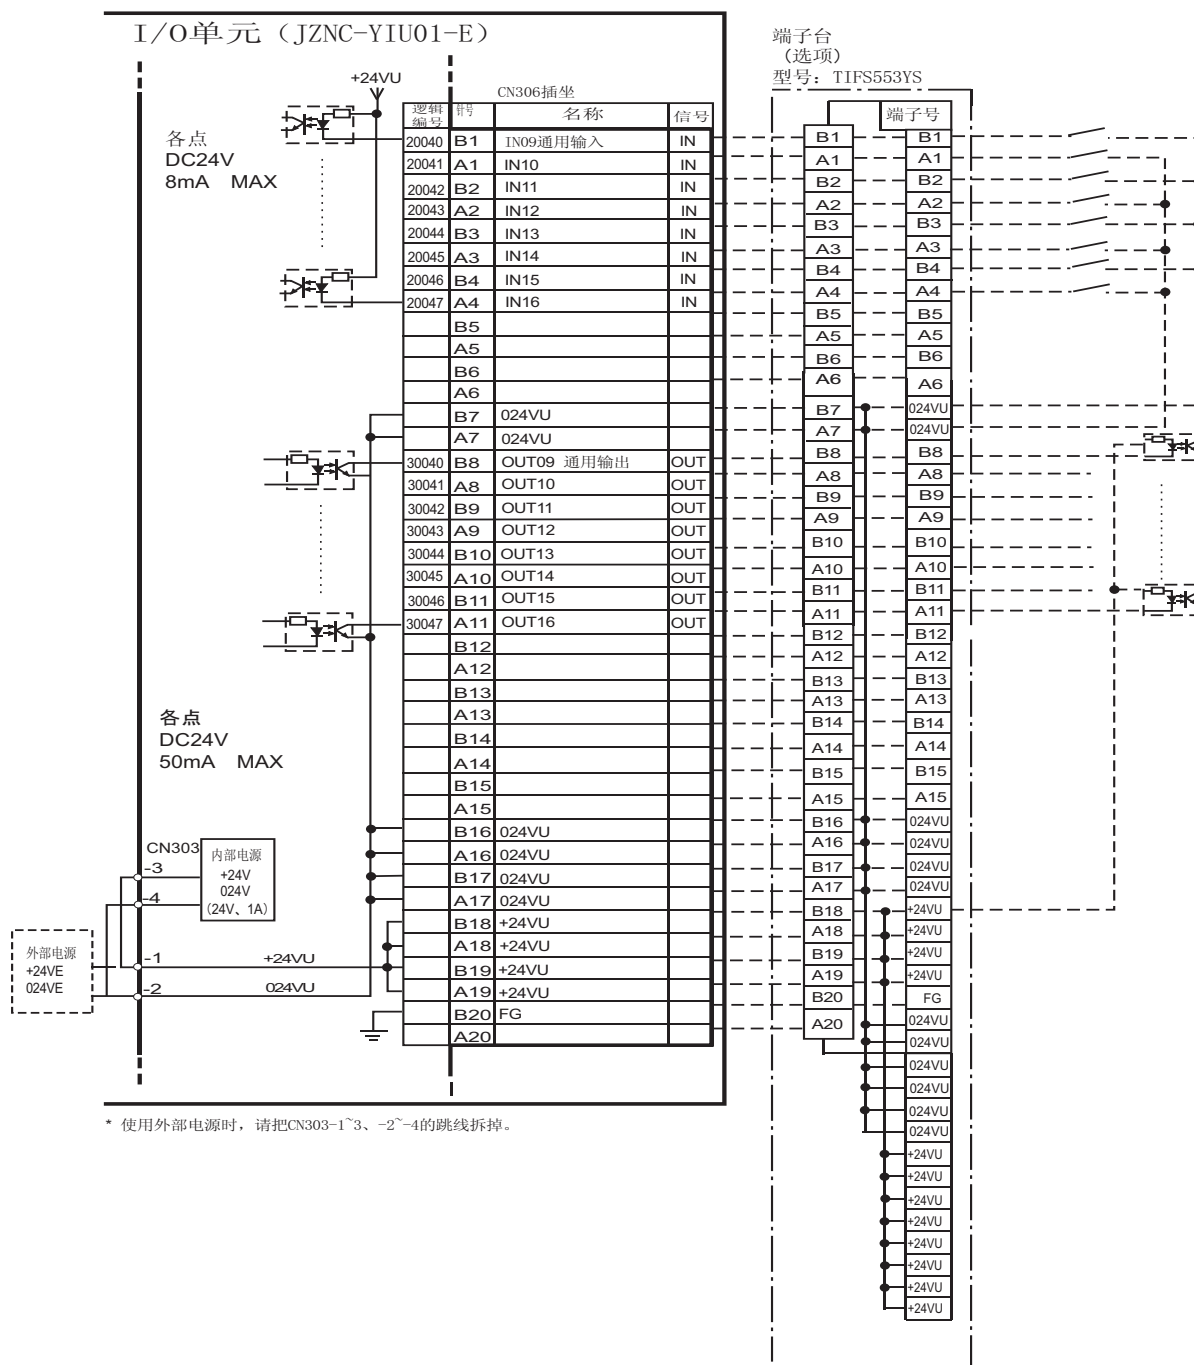 I/O单元（JZNC-YIU01-E）
端子台
（选项）
型号：TIFS553YS
+24VU
CN306插坐
逻辑编号 针号 名称 信号
端子号
各点
DC24V
8mA MAX
20040 B1 IN09通用输入 IN B1 B1
20041 A1 IN10 IN A1 A1
20042 B2 IN11 IN B2 B2
20043 A2 IN12 IN A2 A2
20044 B3 IN13 IN B3 B3
20045 A3 IN14 IN A3 A3
20046 B4 IN15 IN B4 B4
20047 A4 IN16 IN A4 A4
B5 B5 B5
A5 A5 A5
B6 B6 B6
A6 A6 A6
B7 024VU B7 024VU
A7 024VU A7 024VU
30040 B8 OUT09 通用输出 OUT B8 B8
30041 A8 OUT10 OUT A8 A8
30042 B9 OUT11 OUT B9 B9
30043 A9 OUT12 OUT A9 A9
30044 B10 OUT13 OUT B10 B10
30045 A10 OUT14 OUT A10 A10
30046 B11 OUT15 OUT B11 B11
30047 A11 OUT16 OUT A11 A11
B12 B12 B12
A12 A12 A12
B13 B13 B13
A13 A13 A13
B14 B14 B14
A14 A14 A14
B15 B15 B15
A15 A15 A15
各点
DC24V
50mA MAX
B16 024VU B16 024VU
A16 024VU A16 024VU
B17 024VU B17 024VU
A17 024VU A17 024VU
B18 +24VU B18 +24VU
A18 +24VU A18 +24VU
B19 +24VU B19 +24VU
A19 +24VU A19 +24VU
B20 FG B20 FG
A20 A20 024VU
024VU
024VU
024VU
024VU
024VU
+24VU
+24VU
+24VU
+24VU
+24VU
+24VU
+24VU
+24VU
CN303
-3
-4
内部电源
+24V
024V
（24V、1A）
外部电源
+24VE
024VE
-1 +24VU
-2 024VU
* 使用外部电源时，请把CN303-1~3、-2~-4的跳线拆掉。